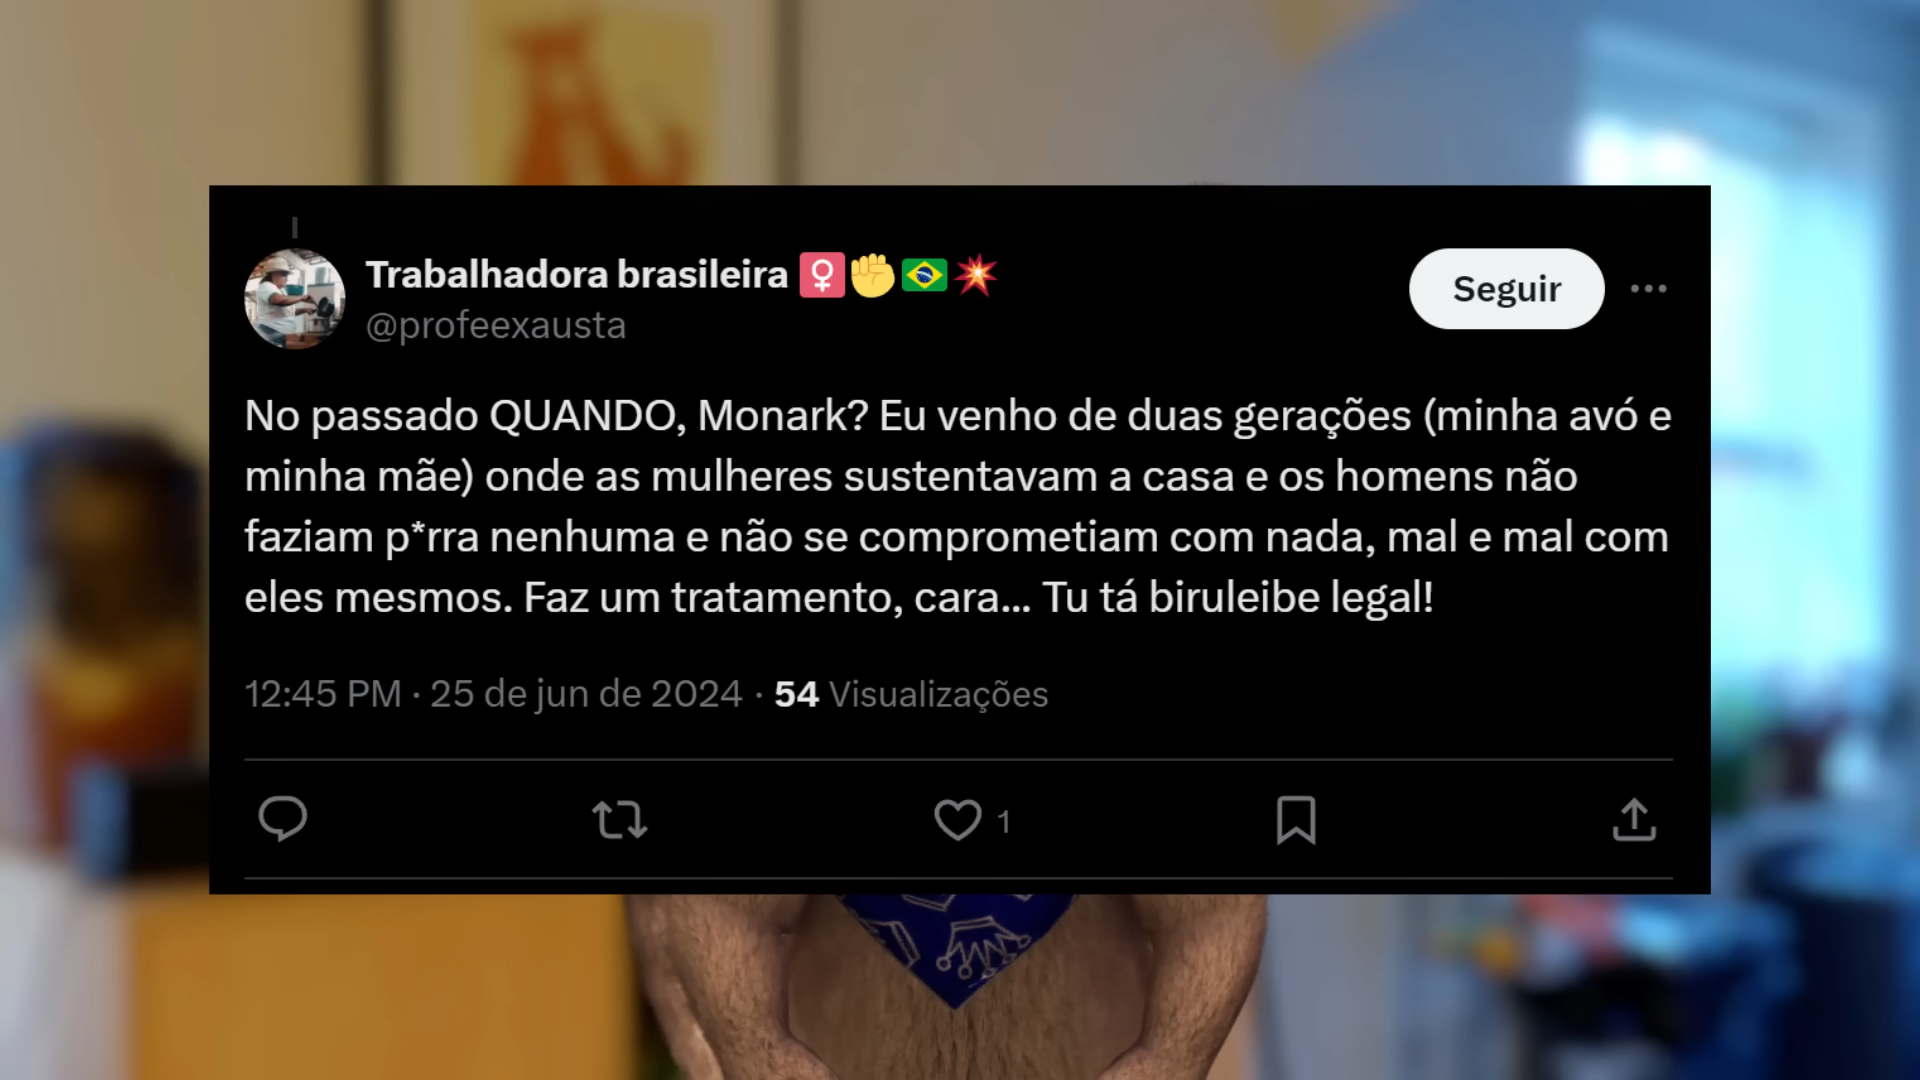 Trabalhadora brasileira ♀️✊🇧🇷💥
@profeexausta
Seguir
No passado QUANDO, Monark? Eu venho de duas gerações (minha avó e
minha mãe) onde as mulheres sustentavam a casa e os homens não
faziam p*rra nenhuma e não se comprometiam com nada, mal e mal com
eles mesmos. Faz um tratamento, cara... Tu tá biruleibe legal!
12:45 PM · 25 de jun de 2024 · 54 Visualizações
1